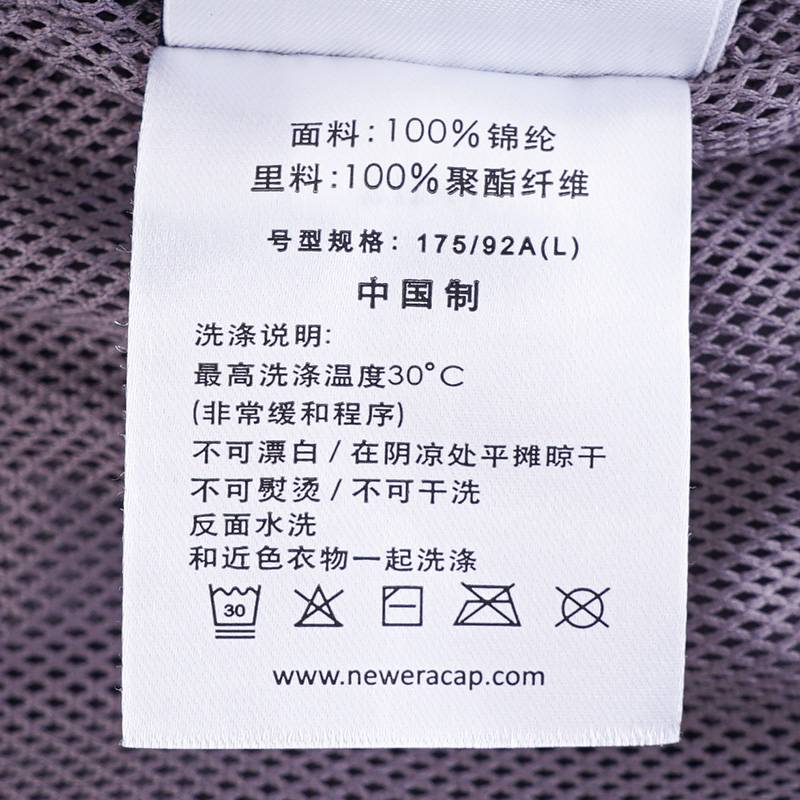 面料:100%锦纶
里料:100%聚酯纤维
号型规格: 175/92A(L)
中国制
洗涤说明:
最高洗涤温度30°C
(非常缓和程序)
不可漂白/在阴凉处平摊晾干
不可熨烫/不可干洗
反面水洗
和近色衣物一起洗涤
30
www.neweracap.com